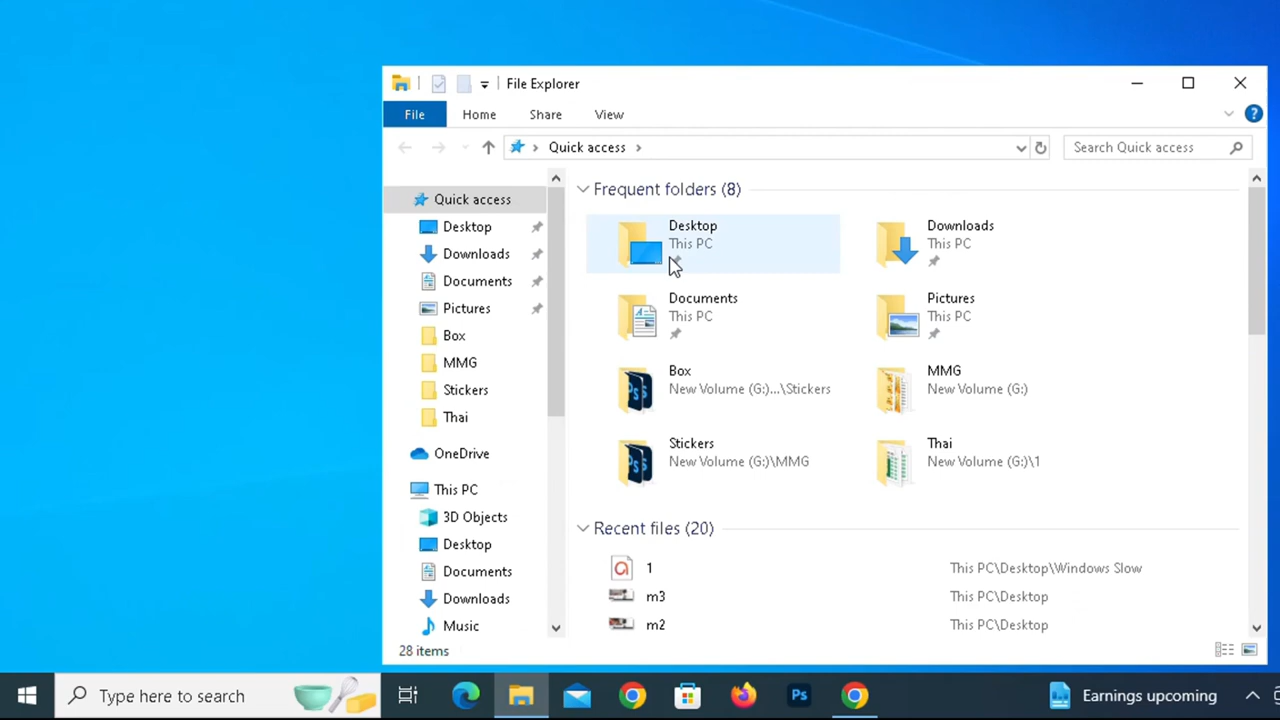 File Explorer
File Home Share View
Quick access
Search Quick access
Quick access
Desktop
Downloads
Documents
Pictures
Box
MMG
Stickers
Thai
OneDrive
This PC
3D Objects
Desktop
Documents
Downloads
Music
Frequent folders (8)
Desktop
This PC
Downloads
This PC
Documents
This PC
Pictures
This PC
Box
New Volume (G:)...\Stickers
MMG
New Volume (G:)
Stickers
New Volume (G:)\MMG
Thai
New Volume (G:)\1
Recent files (20)
1 This PC\Desktop\Windows Slow
m3 This PC\Desktop
m2 This PC\Desktop
28 items
Type here to search
Ps
Earnings upcoming